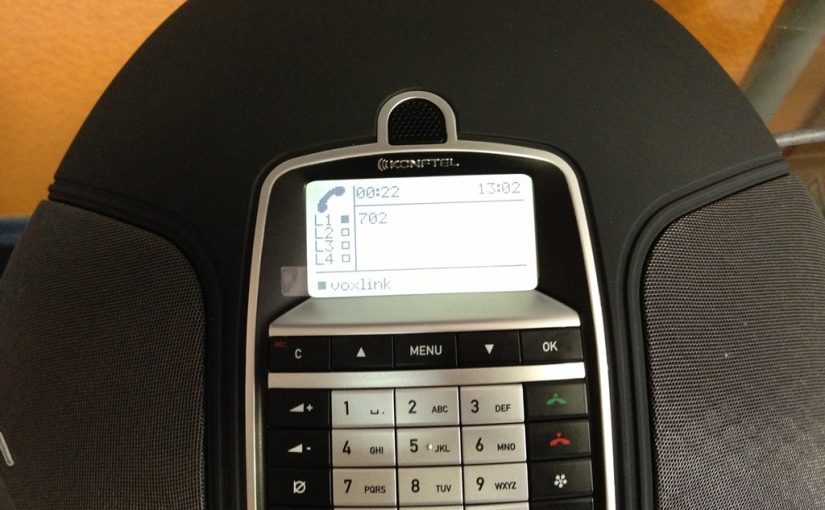 KONFTEL
00:22 13:02
L1 702
L2
L3
L4
voxlink
REC C MENU OK
+ 1 2 ABC 3 DEF
- 4 GHI 5 JKL 6 MNO
7 PQRS 8 TUV 9 WXYZ